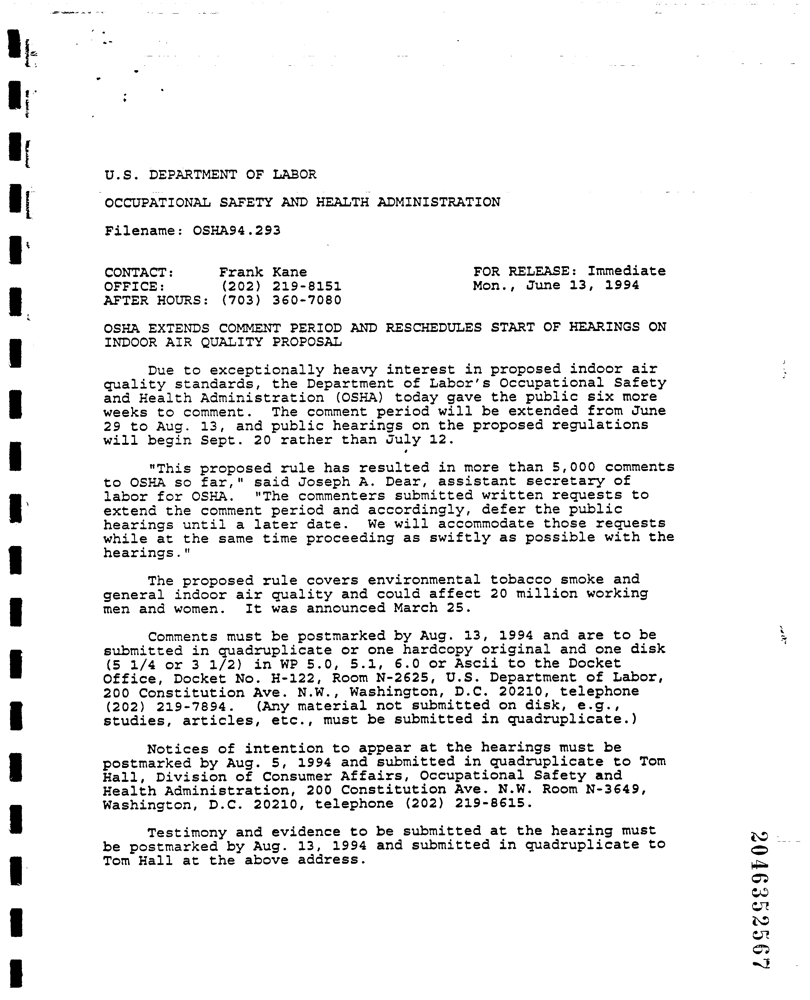 U.S. DEPARTMENT OF LABOR
OCCUPATIONAL SAFETY AND HEALTH ADMINISTRATION
Filename: OSHA94.293
CONTACT: Frank Kane FOR RELEASE: Immediate
OFFICE: (202) 219-8151 Mon., June 13, 1994
AFTER HOURS: (703) 360-7080
OSHA EXTENDS COMMENT PERIOD AND RESCHEDULES START OF HEARINGS ON
INDOOR AIR QUALITY PROPOSAL
Due to exceptionally heavy interest in proposed indoor air
quality standards, the Department of Labor's Occupational Safety
and Health Administration (OSHA) today gave the public six more
weeks to comment. The comment period will be extended from June
29 to Aug. 13, and public hearings on the proposed regulations
will begin Sept. 20 rather than July 12.
"This proposed rule has resulted in more than 5,000 comments
to OSHA so far," said Joseph A. Dear, assistant secretary of
labor for OSHA. "The commenters submitted written requests to
extend the comment period and accordingly, defer the public
hearings until a later date. We will accommodate those requests
while at the same time proceeding as swiftly as possible with the
hearings."
The proposed rule covers environmental tobacco smoke and
general indoor air quality and could affect 20 million working
men and women. It was announced March 25.
Comments must be postmarked by Aug. 13, 1994 and are to be
submitted in quadruplicate or one hardcopy original and one disk
(5 1/4 or 3 1/2) in WP 5.0, 5.1, 6.0 or Ascii to the Docket
Office, Docket No. H-122, Room N-2625, U.S. Department of Labor,
200 Constitution Ave. N.W., Washington, D.C. 20210, telephone
(202) 219-7894. (Any material not submitted on disk, e.g.,
studies, articles, etc., must be submitted in quadruplicate.)
Notices of intention to appear at the hearings must be
postmarked by Aug. 5, 1994 and submitted in quadruplicate to Tom
Hall, Division of Consumer Affairs, Occupational Safety and
Health Administration, 200 Constitution Ave. N.W. Room N-3649,
Washington, D.C. 20210, telephone (202) 219-8615.
Testimony and evidence to be submitted at the hearing must
be postmarked by Aug. 13, 1994 and submitted in quadruplicate to
Tom Hall at the above address.
2046352567